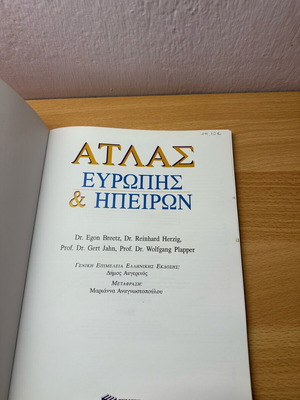 ΑΤΛΑΣ
ΕΥΡΩΠΗΣ
& ΗΠΕΙΡΩΝ
Dr. Egon Breetz, Dr. Reinhard Herzig,
Prof. Dr. Gert Jahn, Prof. Dr. Wolfgang Plapper
ΓΕΝΙΚΗ ΕΠΙΜΕΛΕΙΑ ΕΛΛΗΝΙΚΗΣ ΕΚΔΟΣΗΣ:
Δήμος Αυγερινός
ΜΕΤΑΦΡΑΣΗ:
Μαριάννα Αναγνωστοπούλου